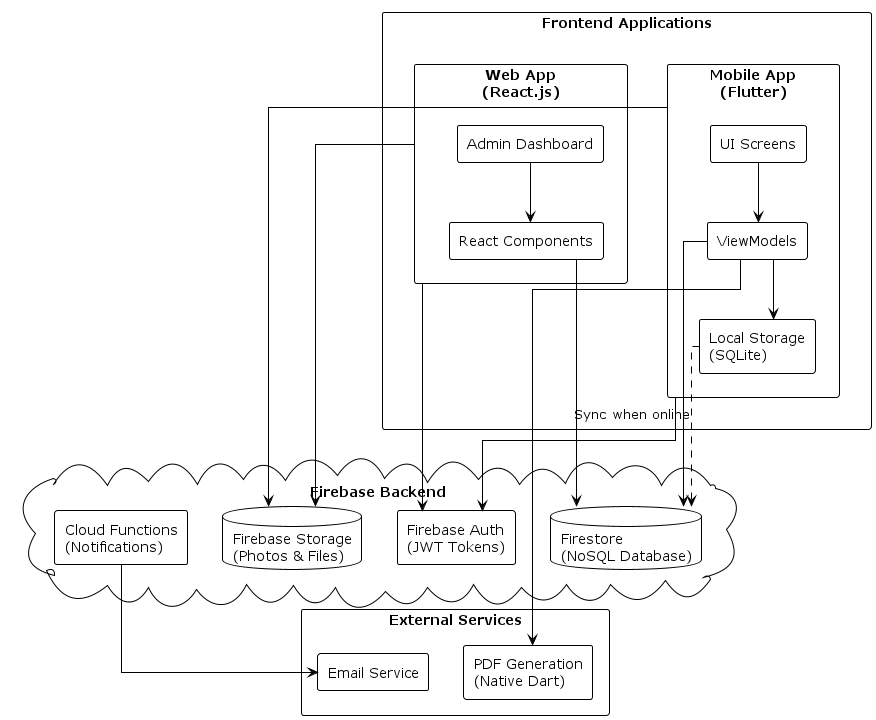 Frontend Applications
Web App
(React.js)
Mobile App
(Flutter)
Admin Dashboard
UI Screens
React Components
ViewModels
Local Storage
(SQLite)
Sync when online
Firebase Backend
Cloud Functions
(Notifications)
Firebase Storage
(Photos & Files)
Firebase Auth
(JWT Tokens)
Firestore
(NoSQL Database)
External Services
Email Service
PDF Generation
(Native Dart)